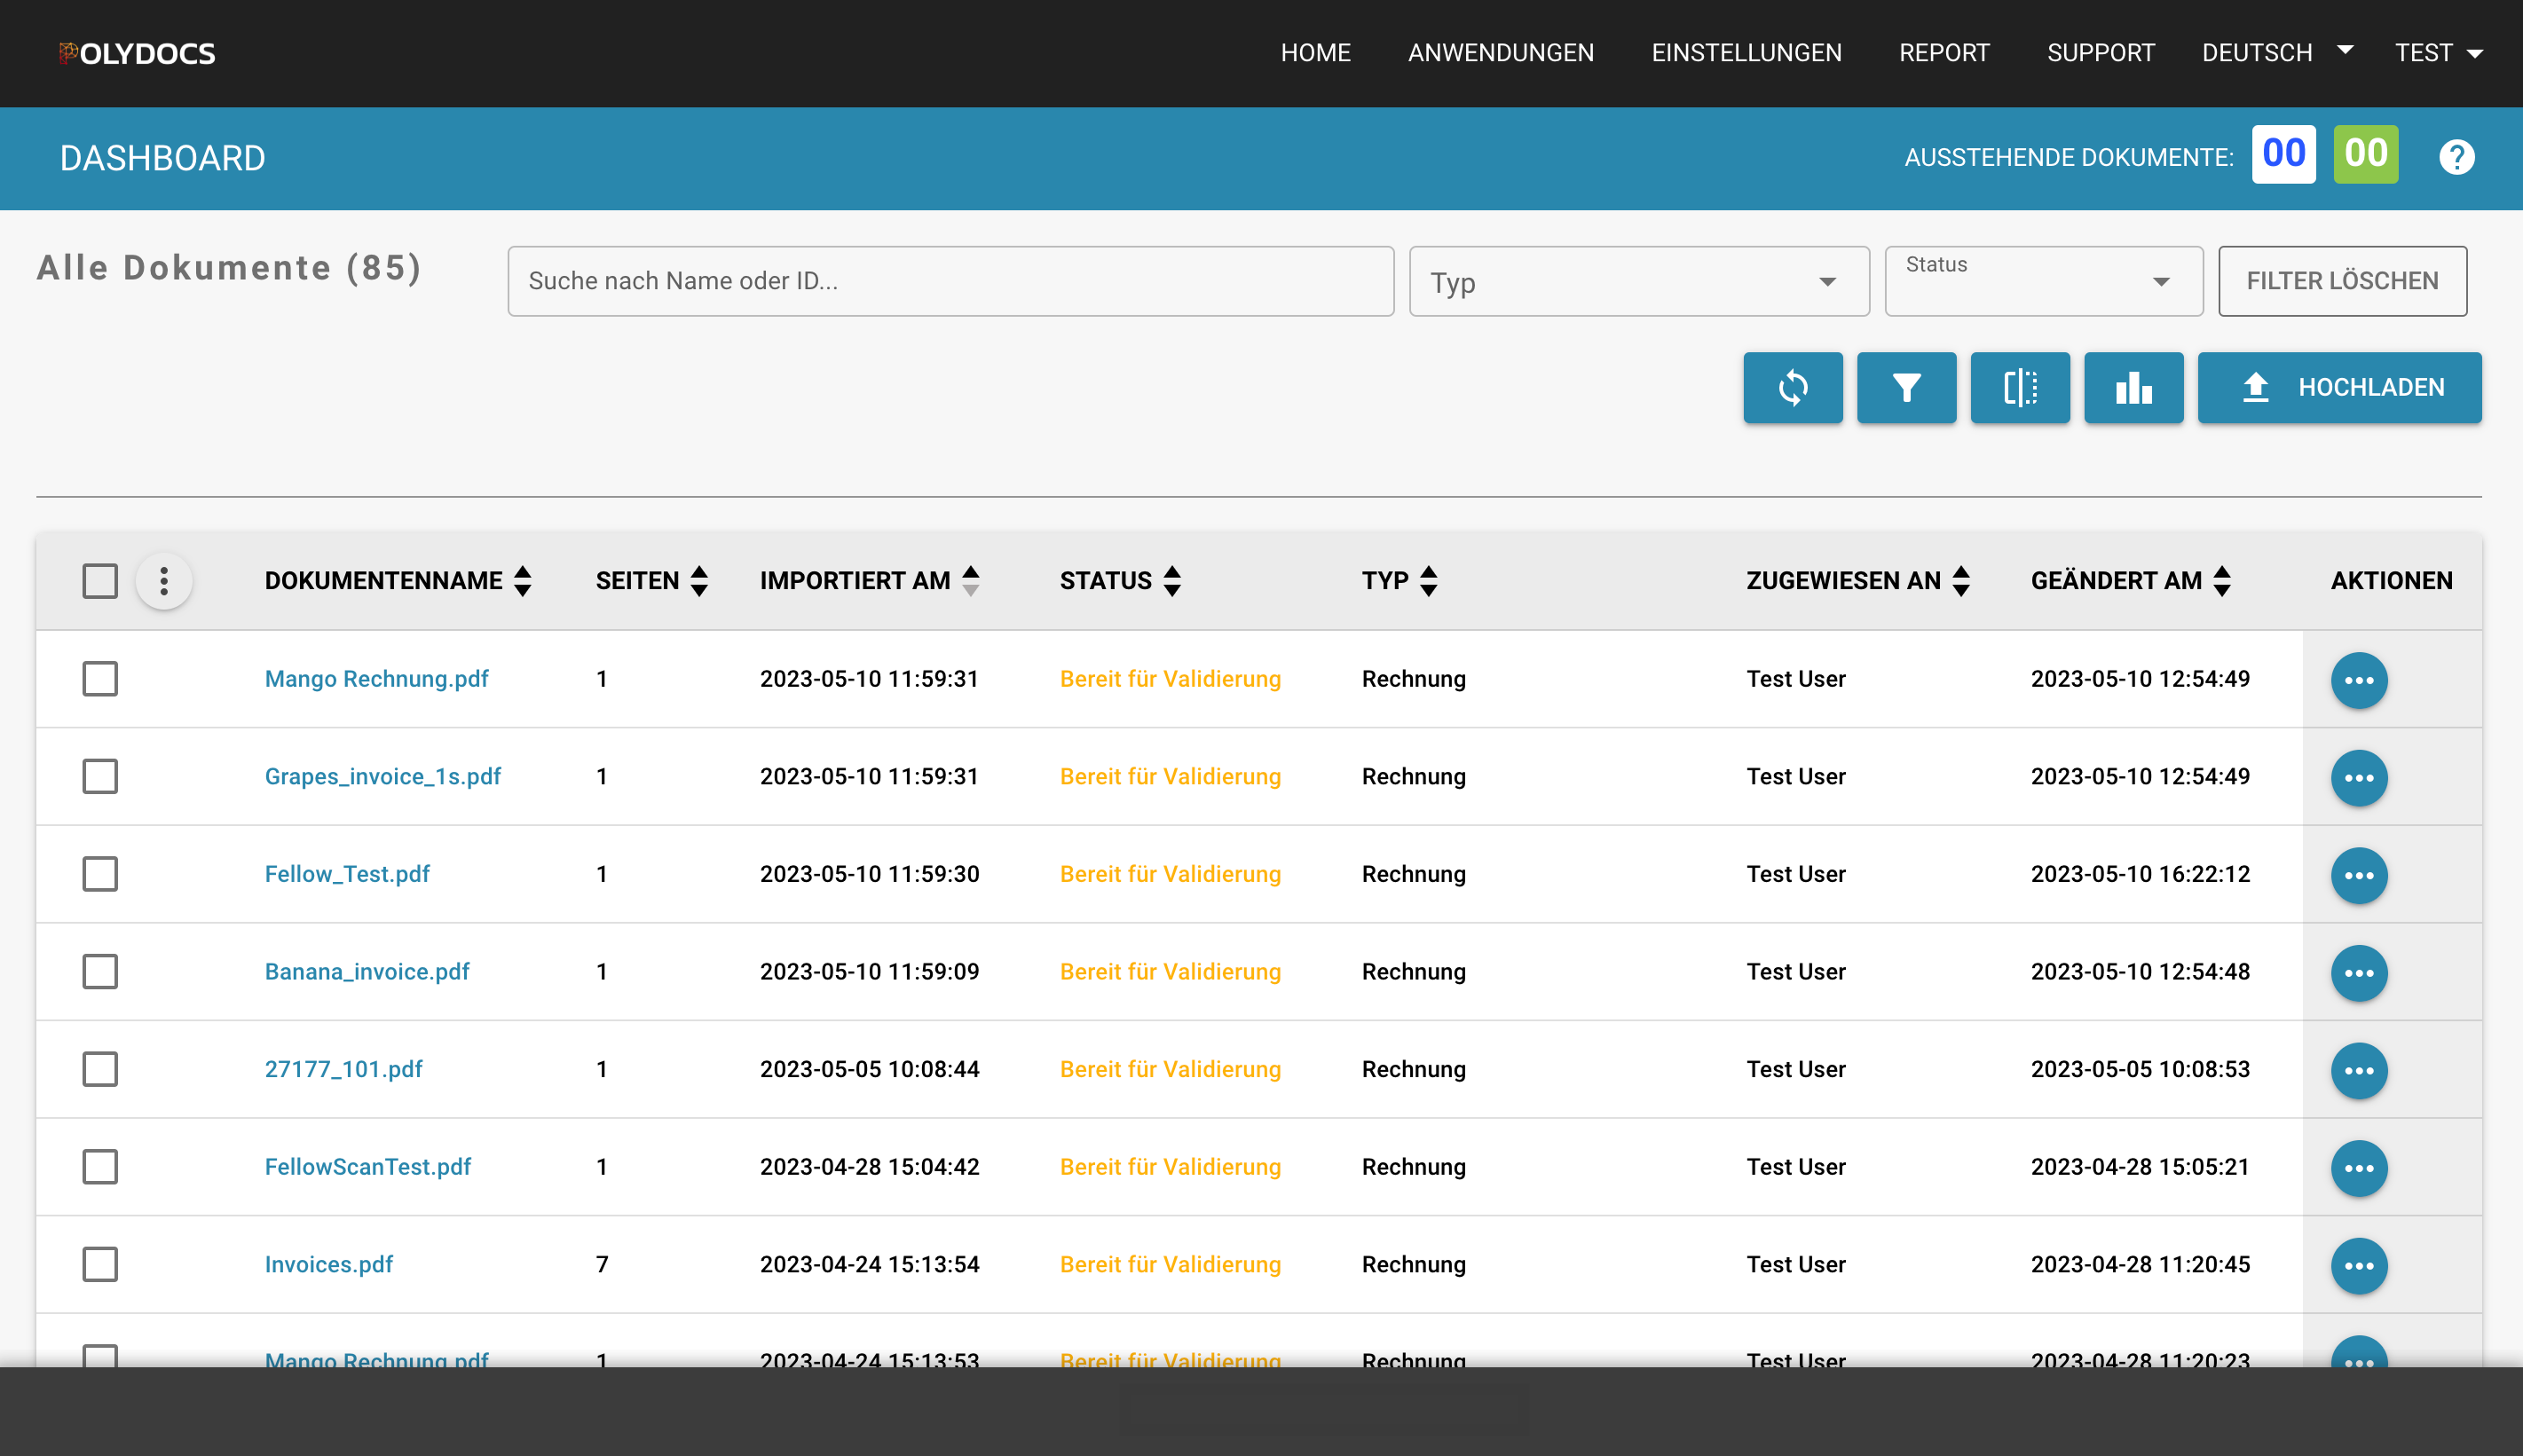 POLYDOCS
HOME ANWENDUNGEN EINSTELLUNGEN REPORT SUPPORT DEUTSCH TEST
DASHBOARD
AUSSTEHENDE DOKUMENTE: 00 00 ?
Alle Dokumente (85)
Suche nach Name oder ID...
Typ
Status
FILTER LÖSCHEN
HOCHLADEN
DOKUMENTENNAME SEITEN IMPORTIERT AM STATUS TYP ZUGEWIESEN AN GEÄNDERT AM AKTIONEN
Mango Rechnung.pdf 1 2023-05-10 11:59:31 Bereit für Validierung Rechnung Test User 2023-05-10 12:54:49
Grapes_invoice_1s.pdf 1 2023-05-10 11:59:31 Bereit für Validierung Rechnung Test User 2023-05-10 12:54:49
Fellow_Test.pdf 1 2023-05-10 11:59:30 Bereit für Validierung Rechnung Test User 2023-05-10 16:22:12
Banana_invoice.pdf 1 2023-05-10 11:59:09 Bereit für Validierung Rechnung Test User 2023-05-10 12:54:48
27177_101.pdf 1 2023-05-05 10:08:44 Bereit für Validierung Rechnung Test User 2023-05-05 10:08:53
FellowScanTest.pdf 1 2023-04-28 15:04:42 Bereit für Validierung Rechnung Test User 2023-04-28 15:05:21
Invoices.pdf 7 2023-04-24 15:13:54 Bereit für Validierung Rechnung Test User 2023-04-28 11:20:45
Mango Rechnung.pdf 1 2023-04-24 15:13:53 Bereit für Validierung Rechnung Test User 2023-04-28 11:20:23